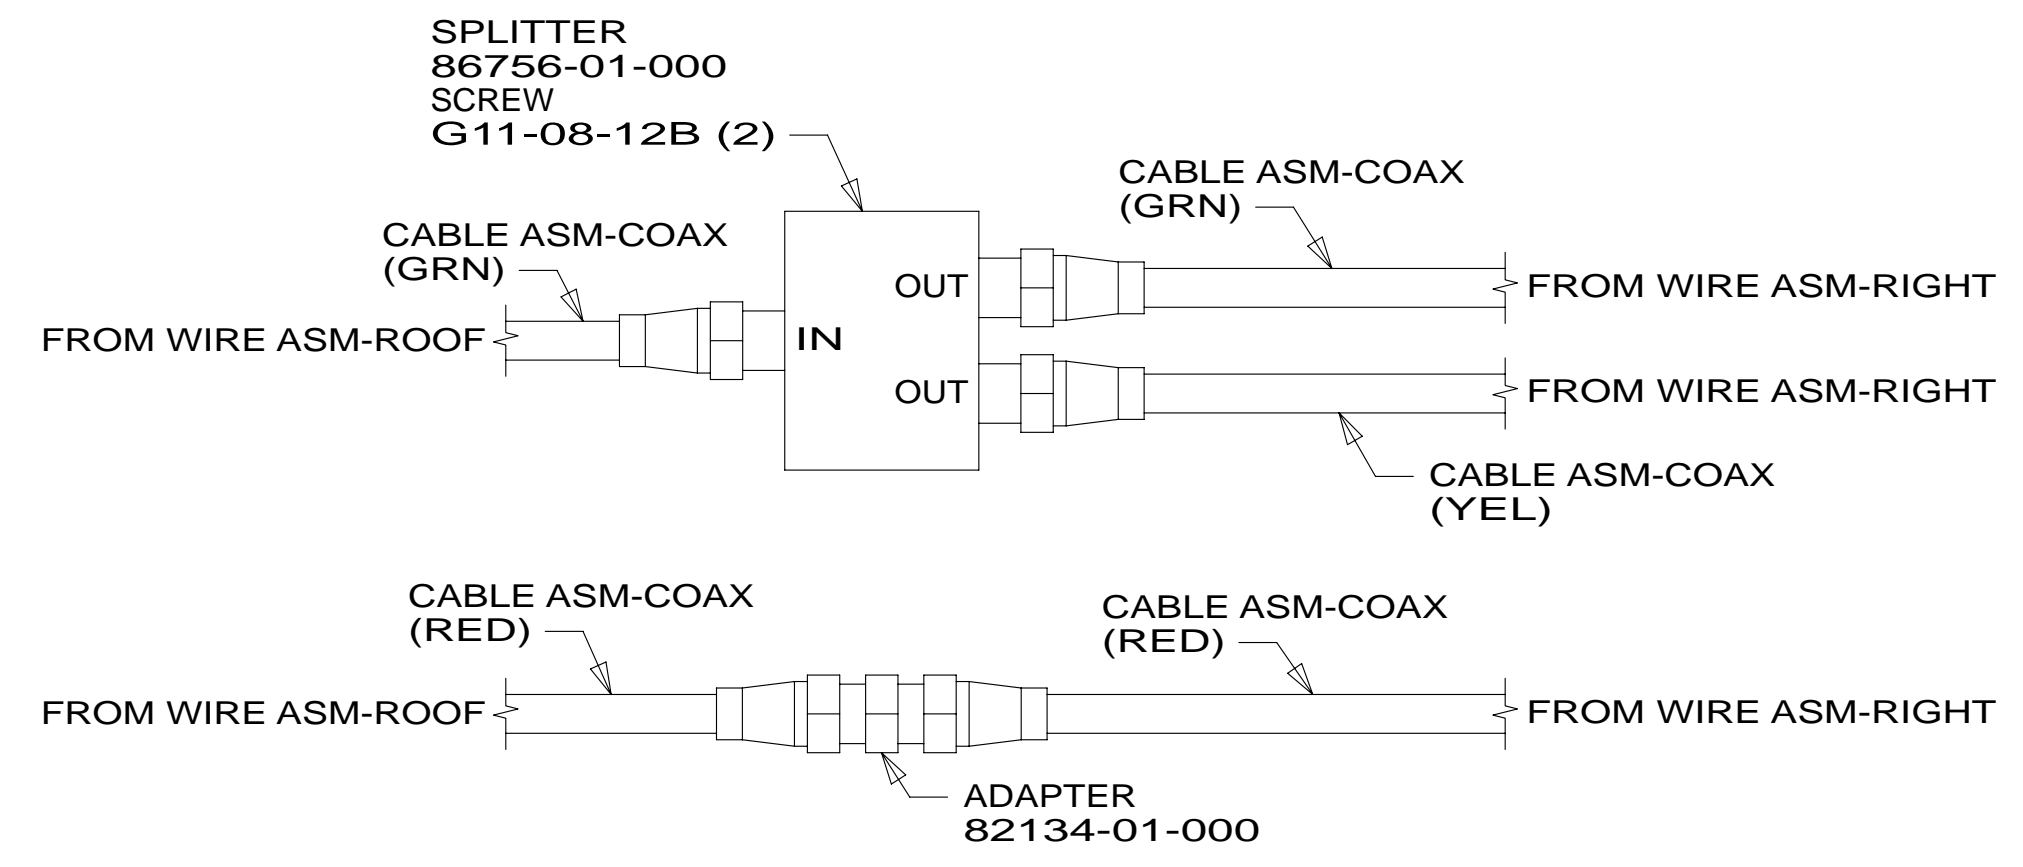 SPLITTER
86756-01-000
SCREW
G11-08-12B (2)
CABLE ASM-COAX
(GRN)
CABLE ASM-COAX
(GRN)
FROM WIRE ASM-ROOF
IN
OUT
OUT
FROM WIRE ASM-RIGHT
FROM WIRE ASM-RIGHT
CABLE ASM-COAX
(YEL)
CABLE ASM-COAX
(RED)
CABLE ASM-COAX
(RED)
FROM WIRE ASM-ROOF
FROM WIRE ASM-RIGHT
ADAPTER
82134-01-000